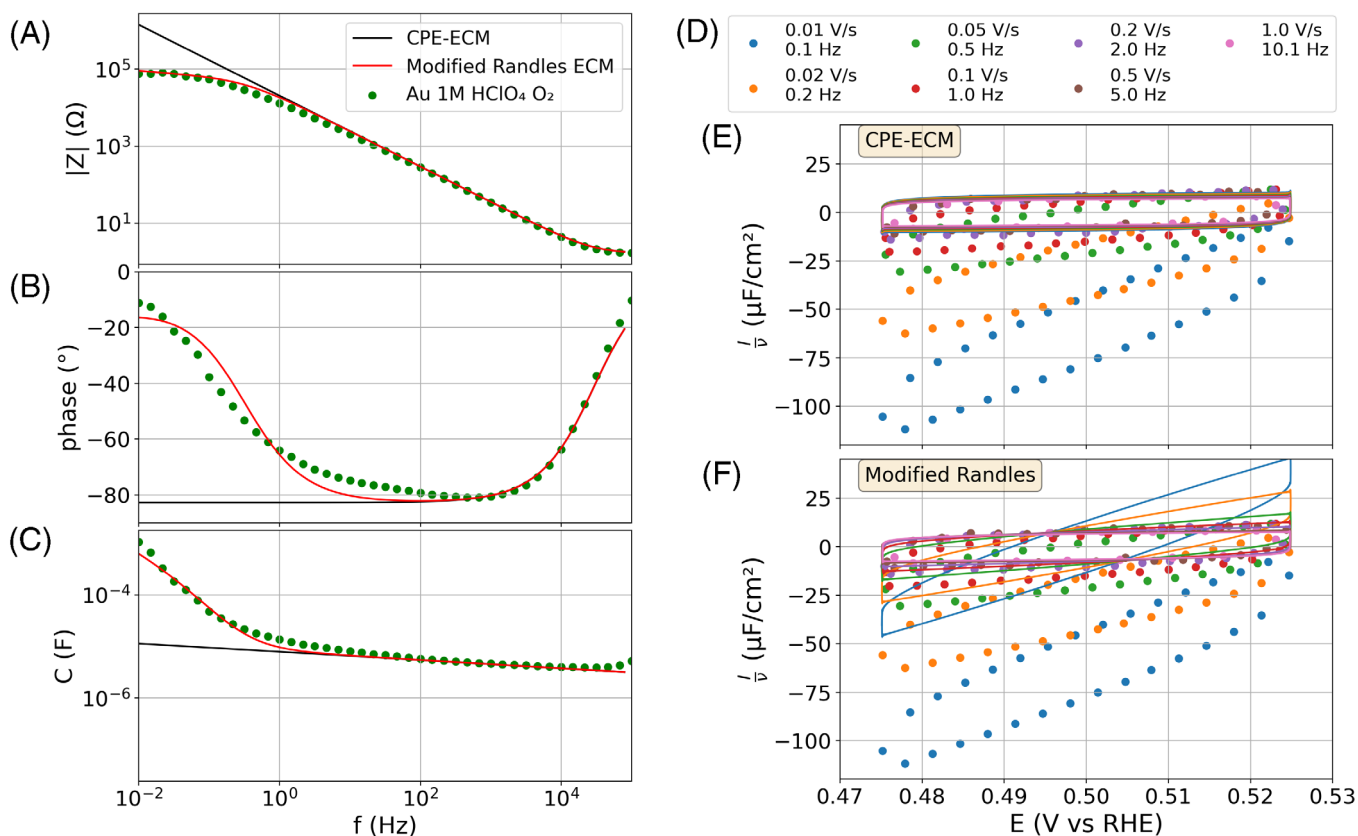 (A)
10⁵
10³
10¹
|Z| (Ω)
CPE-ECM
Modified Randles ECM
Au 1M HClO₄ O₂
(B)
0
−20
−40
−60
−80
phase (°)
(C)
10⁻⁴
10⁻⁶
C (F)
10⁻² 10⁰ 10² 10⁴
f (Hz)
(D)
0.01 V/s 0.05 V/s 0.2 V/s 1.0 V/s
0.1 Hz 0.5 Hz 2.0 Hz 10.1 Hz
0.02 V/s 0.1 V/s 0.5 V/s
0.2 Hz 1.0 Hz 5.0 Hz
(E)
CPE-ECM
25
0
−25
−50
−75
−100
I/ν (μF/cm²)
(F)
Modified Randles
25
0
−25
−50
−75
−100
I/ν (μF/cm²)
0.47 0.48 0.49 0.50 0.51 0.52 0.53
E (V vs RHE)